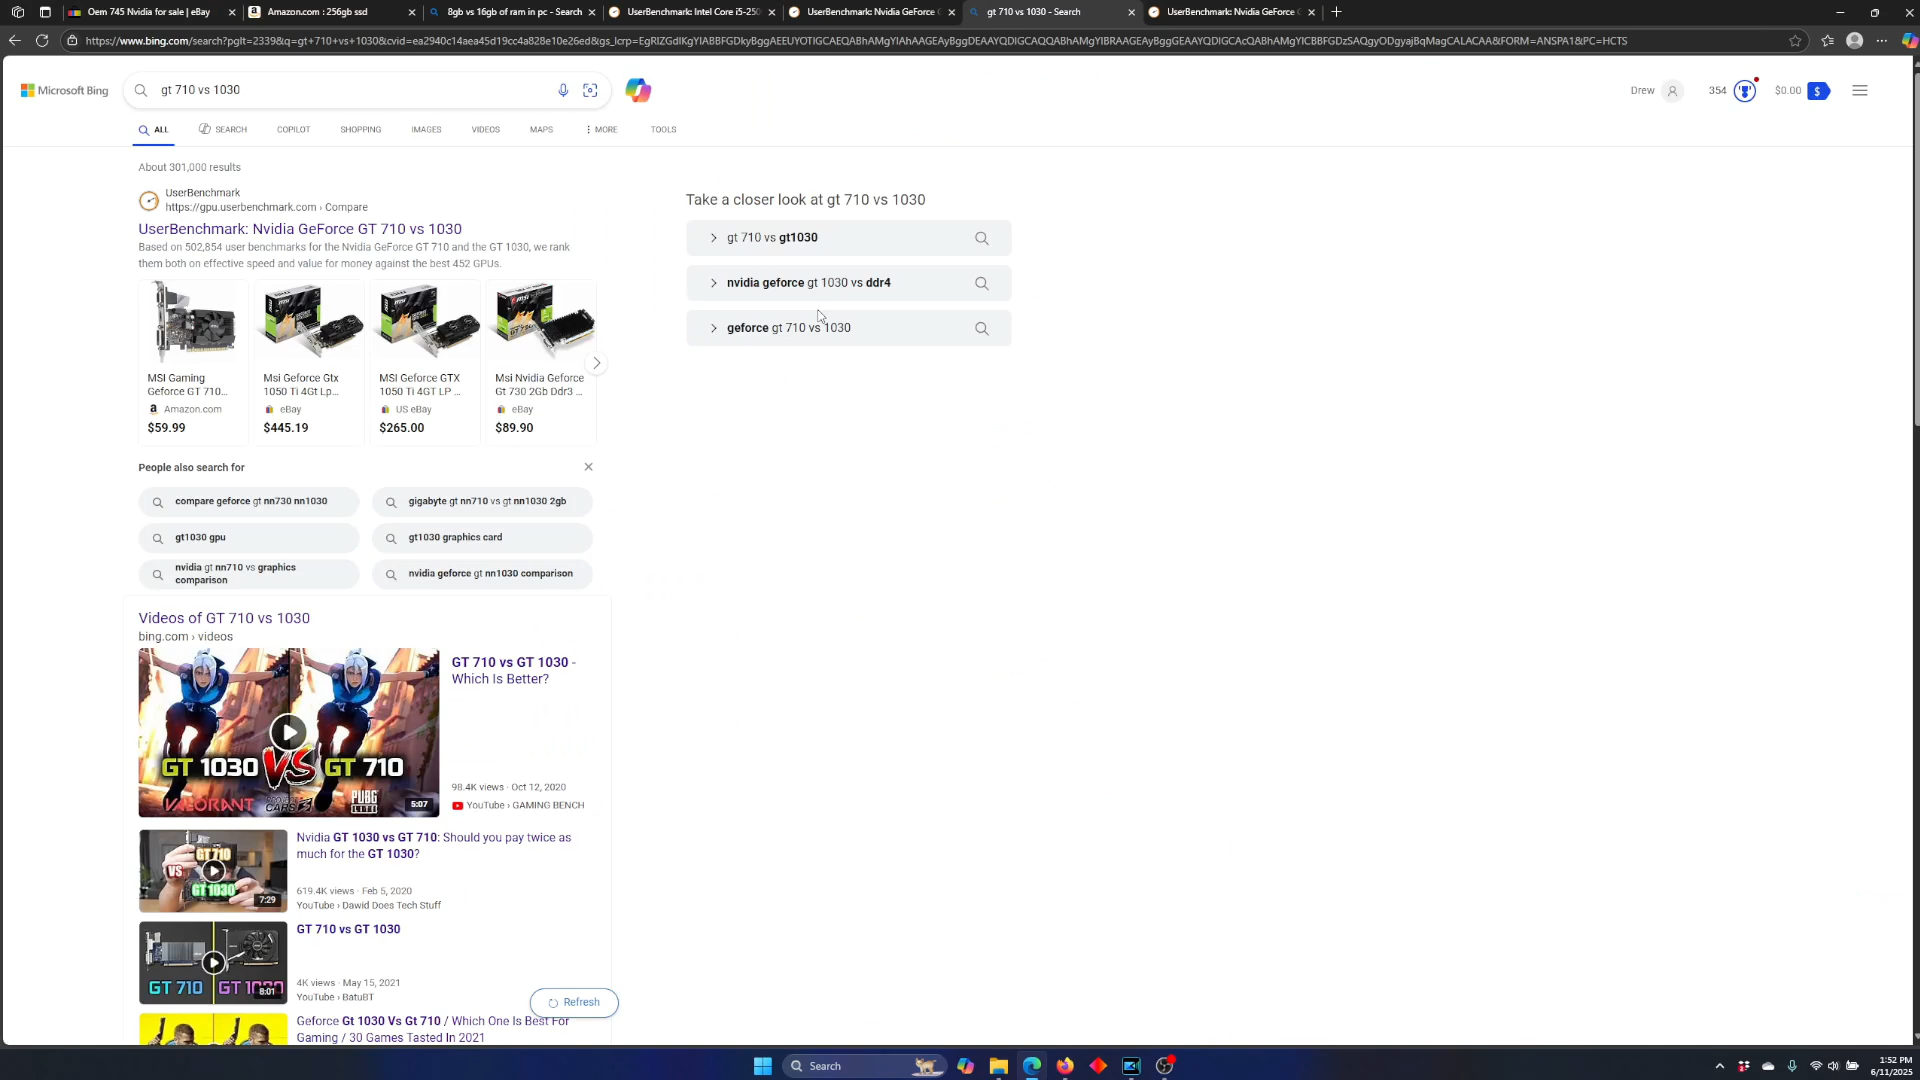 Oem 745 Nvidia for sale | eBay
Amazon.com : 256gb ssd
8gb vs 16gb of ram in pc - Search
UserBenchmark: Intel Core i5-250
UserBenchmark: Nvidia GeForce
gt 710 vs 1030 - Search
UserBenchmark: Nvidia GeForce
Microsoft Bing
gt 710 vs 1030
Drew
354
$0.00
ALL
SEARCH
COPILOT
SHOPPING
IMAGES
VIDEOS
MAPS
MORE
TOOLS
About 301,000 results
UserBenchmark
https://gpu.userbenchmark.com › Compare
UserBenchmark: Nvidia GeForce GT 710 vs 1030
Based on 502,854 user benchmarks for the Nvidia GeForce GT 710 and the GT 1030, we rank
them both on effective speed and value for money against the best 452 GPUs.
MSI Gaming
Geforce GT 710...
Amazon.com
$59.99
Msi Geforce Gtx
1050 Ti 4Gt Lp...
eBay
$445.19
MSI Geforce GTX
1050 Ti 4GT LP ...
US eBay
$265.00
Msi Nvidia Geforce
Gt 730 2Gb Ddr3 ...
eBay
$89.90
People also search for
compare geforce gt nn730 nn1030
gigabyte gt nn710 vs gt nn1030 2gb
gt1030 gpu
gt1030 graphics card
nvidia gt nn710 vs graphics
comparison
nvidia geforce gt nn1030 comparison
Videos of GT 710 vs 1030
bing.com › videos
GT 1030 VS GT 710
VALORANT
PUBG
LITE
5:07
GT 710 vs GT 1030 -
Which Is Better?
98.4K views · Oct 12, 2020
YouTube › GAMING BENCH
GT 710
VS
GT 1030
7:29
Nvidia GT 1030 vs GT 710: Should you pay twice as
much for the GT 1030?
619.4K views · Feb 5, 2020
YouTube › Dawid Does Tech Stuff
GT 710
8:01
GT 710 vs GT 1030
4K views · May 15, 2021
YouTube › BatuBT
Geforce Gt 1030 Vs Gt 710 / Which One Is Best For
Gaming / 30 Games Tasted In 2021
Refresh
Take a closer look at gt 710 vs 1030
gt 710 vs gt1030
nvidia geforce gt 1030 vs ddr4
geforce gt 710 vs 1030
Search
1:52 PM
6/11/2025